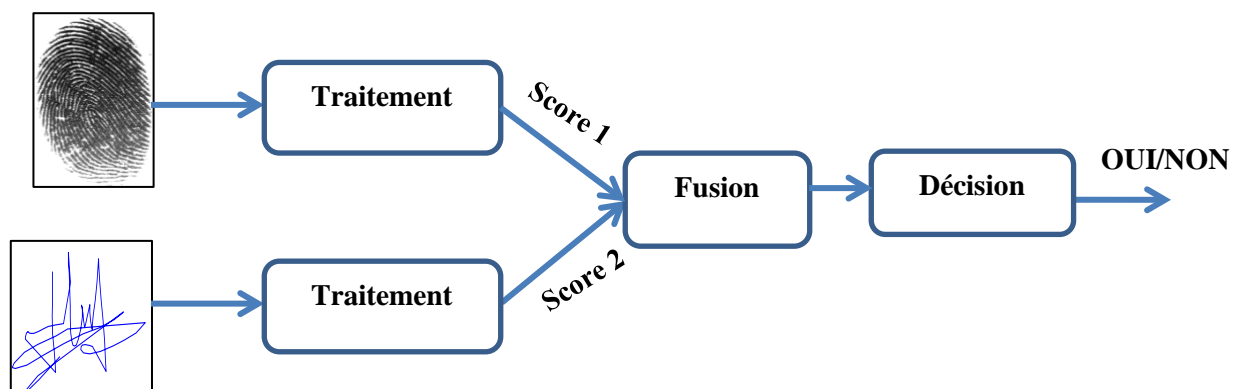 Traitement
Score 1
Fusion
Décision
OUI/NON
Traitement
Score 2